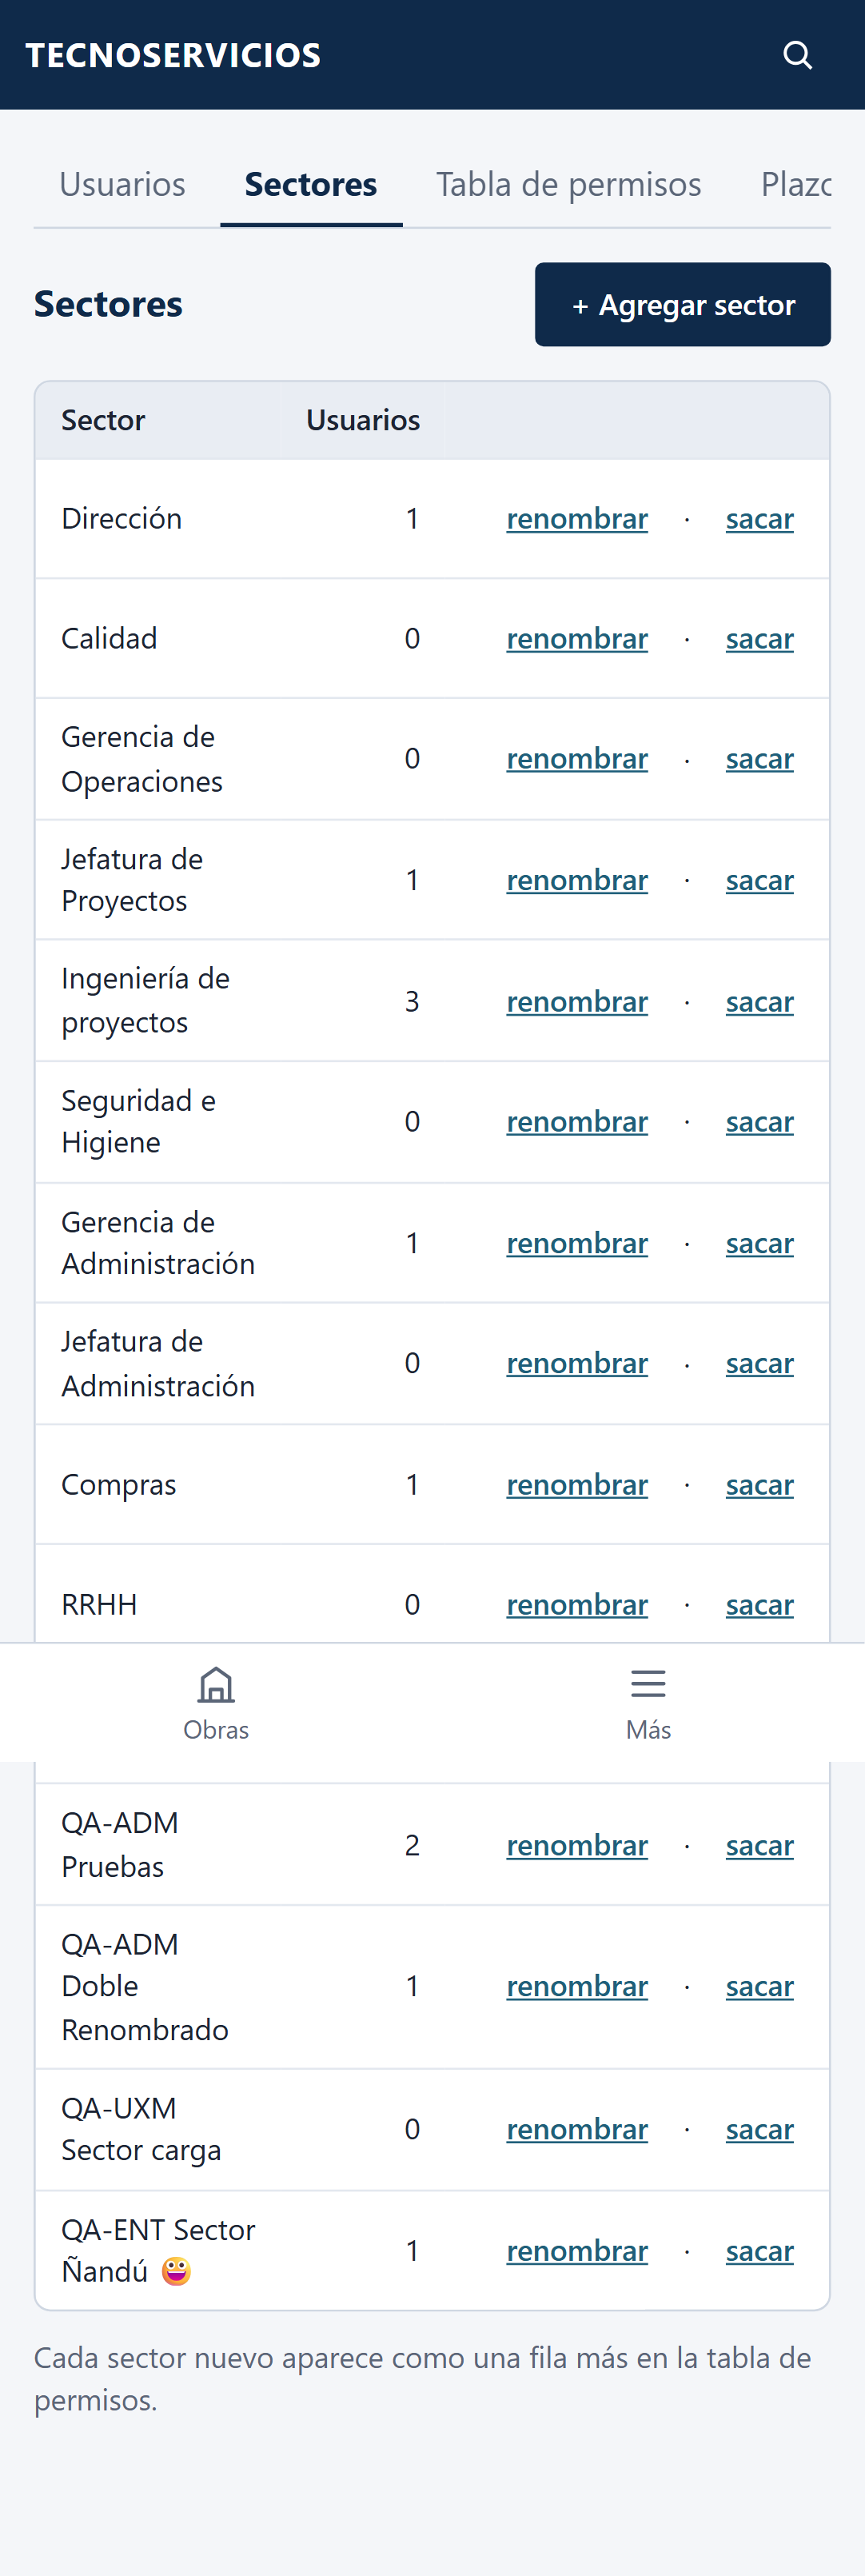 TECNOSERVICIOS
Usuarios Sectores Tabla de permisos Plazo
Sectores + Agregar sector
Sector Usuarios
Dirección 1 renombrar · sacar
Calidad 0 renombrar · sacar
Gerencia de
Operaciones 0 renombrar · sacar
Jefatura de
Proyectos 1 renombrar · sacar
Ingeniería de
proyectos 3 renombrar · sacar
Seguridad e
Higiene 0 renombrar · sacar
Gerencia de
Administración 1 renombrar · sacar
Jefatura de
Administración 0 renombrar · sacar
Compras 1 renombrar · sacar
RRHH 0 renombrar · sacar
Obras Más
QA-ADM
Pruebas 2 renombrar · sacar
QA-ADM
Doble 1 renombrar · sacar
Renombrado
QA-UXM
Sector carga 0 renombrar · sacar
QA-ENT Sector
Ñandú 😀 1 renombrar · sacar
Cada sector nuevo aparece como una fila más en la tabla de
permisos.